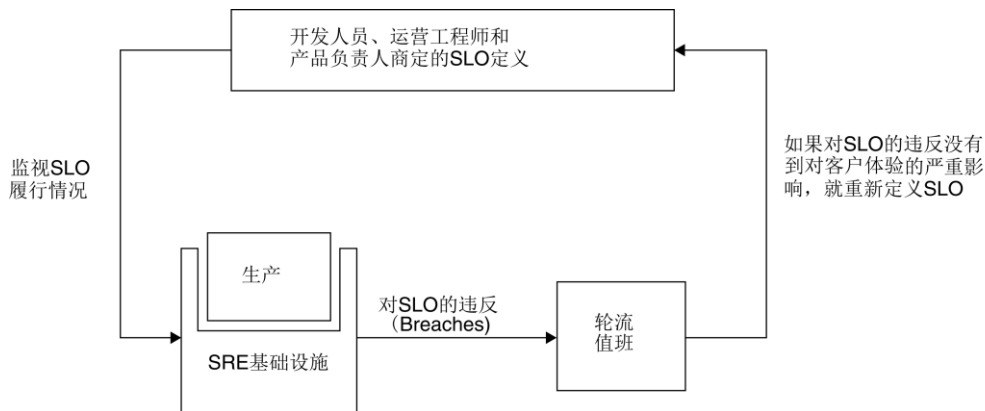 开发人员、运营工程师和
产品负责人商定的SLO定义
监视SLO
履行情况
如果对SLO的违反没有
到对客户体验的严重影
响，就重新定义SLO
生产
对SLO的违反
（Breaches)
轮流
值班
SRE基础设施